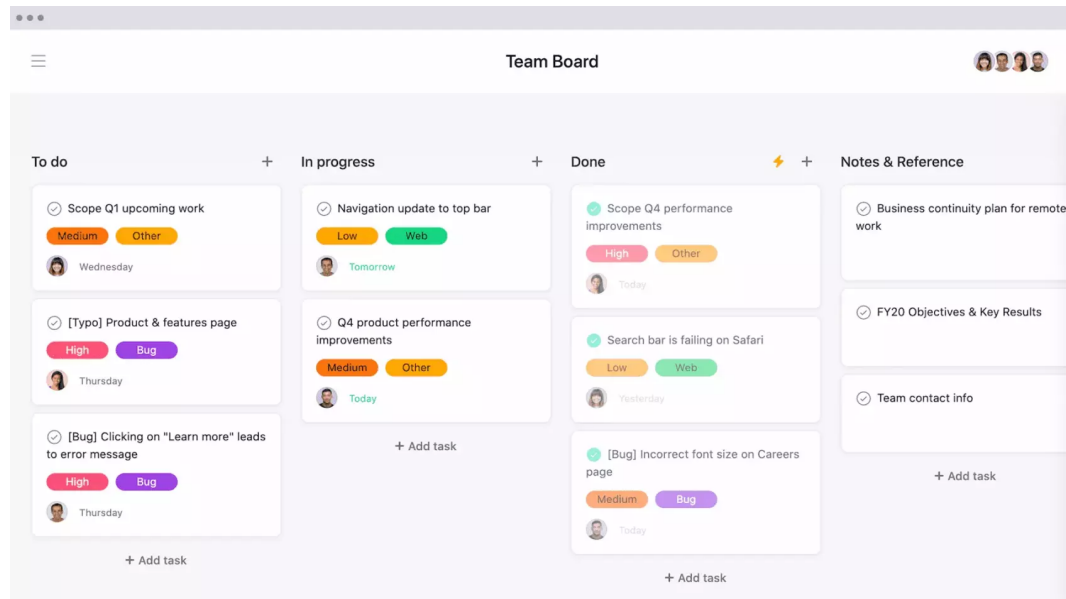 Team Board
To do
Scope Q1 upcoming work
Medium Other
Wednesday
[Typo] Product & features page
High Bug
Thursday
[Bug] Clicking on "Learn more" leads
to error message
High Bug
Thursday
+ Add task
In progress
Navigation update to top bar
Low Web
Tomorrow
Q4 product performance
improvements
Medium Other
Today
+ Add task
Done
Scope Q4 performance
improvements
High Other
Today
Search bar is failing on Safari
Low Web
Yesterday
[Bug] Incorrect font size on Careers
page
Medium Bug
Today
+ Add task
Notes & Reference
Business continuity plan for remote
work
FY20 Objectives & Key Results
Team contact info
+ Add task